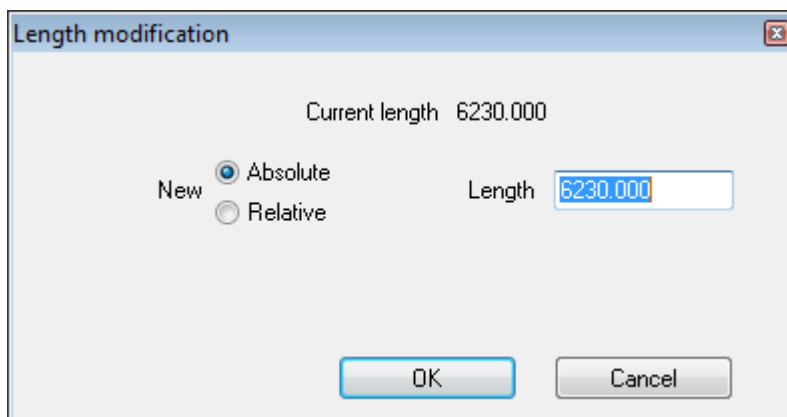 Length modification
Current length 6230.000
New Absolute Length 6230.000
Relative
OK Cancel